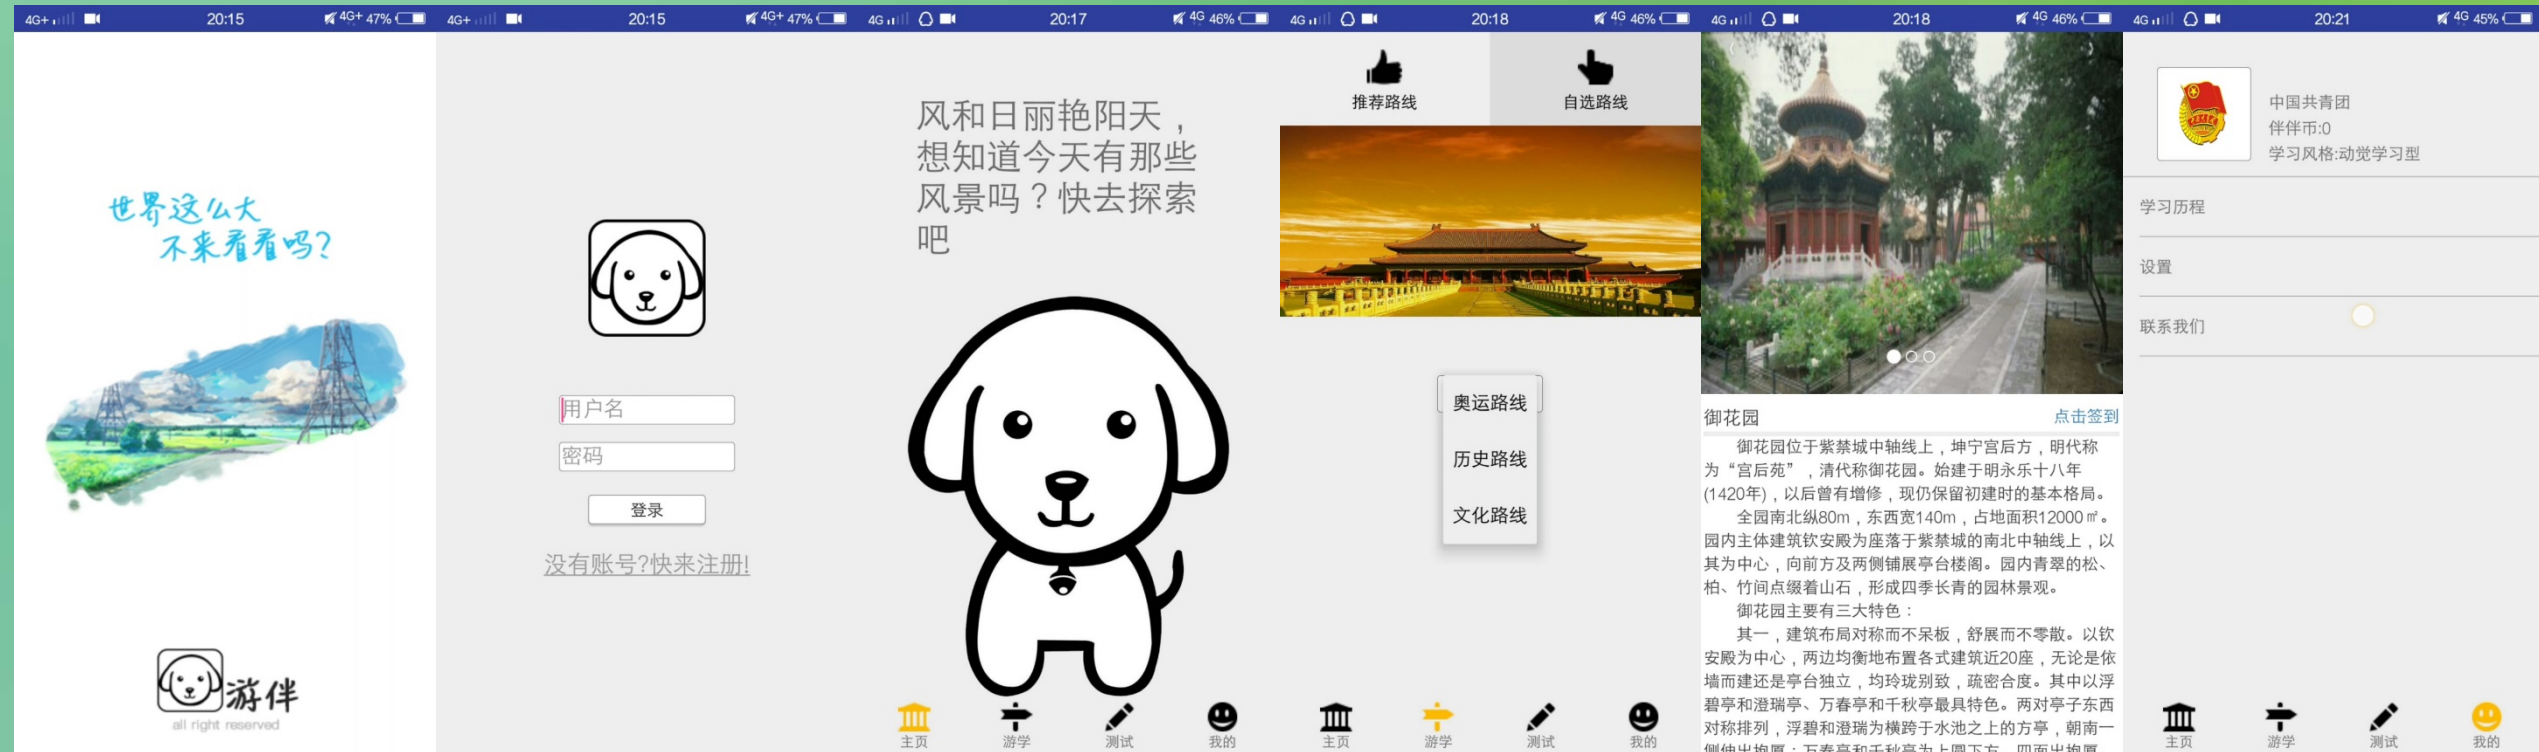 4G+
20:15
4G+ 47%
世界这么大
不来看看吗?
游伴
all right reserved
4G+
20:15
4G+ 47%
用户名
密码
登录
没有账号?快来注册!
4G
20:17
4G 46%
风和日丽艳阳天，
想知道今天有那些
风景吗？快去探索
吧
主页
游学
测试
我的
4G
20:18
4G 46%
推荐路线
自选路线
奥运路线
历史路线
文化路线
主页
游学
测试
我的
4G
20:18
4G 46%
御花园
点击签到
御花园位于紫禁城中轴线上，坤宁宫后方，明代称
为“宫后苑”，清代称御花园。始建于明永乐十八年
(1420年)，以后曾有增修，现仍保留初建时的基本格局。
全园南北纵80m，东西宽140m，占地面积12000㎡。
园内主体建筑钦安殿为座落于紫禁城的南北中轴线上，以
其为中心，向前方及两侧铺展亭台楼阁。园内青翠的松、
柏、竹间点缀着山石，形成四季长青的园林景观。
御花园主要有三大特色：
其一，建筑布局对称而不呆板，舒展而不零散。以钦
安殿为中心，两边均衡地布置各式建筑近20座，无论是依
墙而建还是亭台独立，均玲珑别致，疏密合度。其中以浮
碧亭和澄瑞亭、万春亭和千秋亭最具特色。两对亭子东西
对称排列，浮碧和澄瑞为横跨于水池之上的方亭，朝南一
侧伸出抱厦；万春亭和千秋亭为上圆下方、四面出抱厦、
4G
20:21
4G 45%
中国共青团
伴伴币:0
学习风格:动觉学习型
学习历程
设置
联系我们
主页
游学
测试
我的